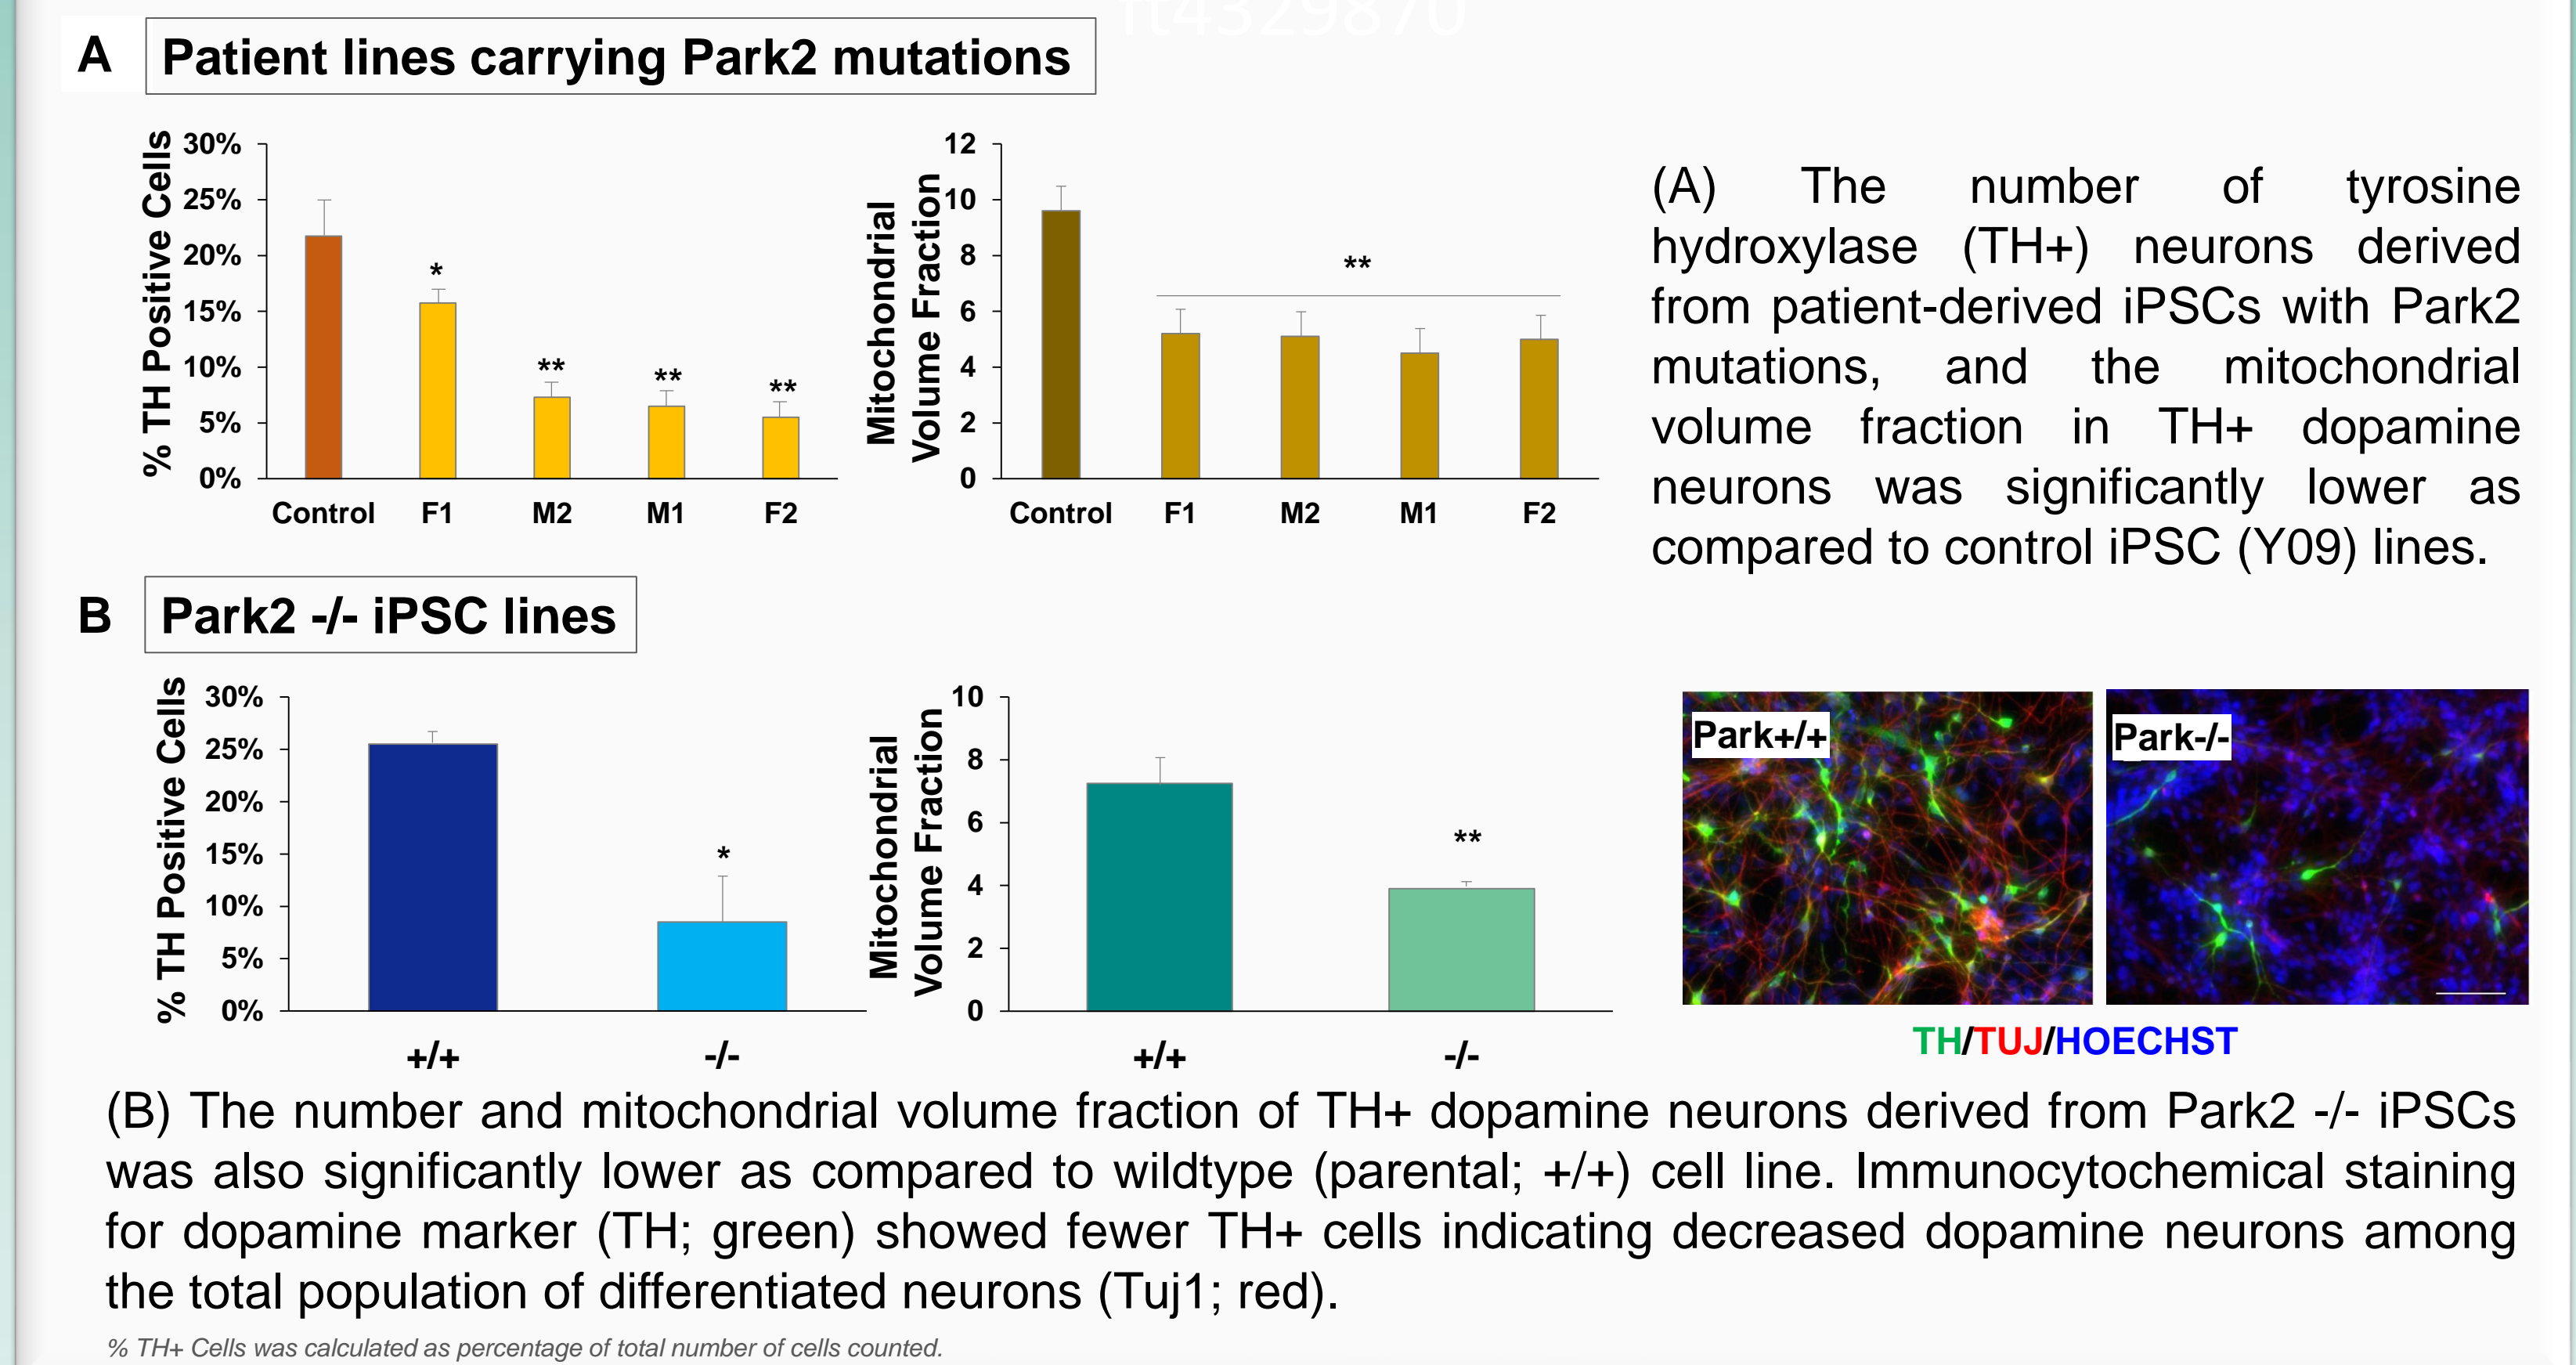 ft4329870
A Patient lines carrying Park2 mutations
% TH Positive Cells
30%
25%
20%
15%
10%
5%
0%
*
**
**
**
Control F1 M2 M1 F2
Mitochondrial
Volume Fraction
12
10
8
6
4
2
0
**
Control F1 M2 M1 F2
(A) The number of tyrosine
hydroxylase (TH+) neurons derived
from patient-derived iPSCs with Park2
mutations, and the mitochondrial
volume fraction in TH+ dopamine
neurons was significantly lower as
compared to control iPSC (Y09) lines.
B Park2 -/- iPSC lines
% TH Positive Cells
30%
25%
20%
15%
10%
5%
0%
*
+/+ -/-
Mitochondrial
Volume Fraction
10
8
6
4
2
0
**
+/+ -/-
Park+/+
Park-/-
TH/TUJ/HOECHST
(B) The number and mitochondrial volume fraction of TH+ dopamine neurons derived from Park2 -/- iPSCs
was also significantly lower as compared to wildtype (parental; +/+) cell line. Immunocytochemical staining
for dopamine marker (TH; green) showed fewer TH+ cells indicating decreased dopamine neurons among
the total population of differentiated neurons (Tuj1; red).
% TH+ Cells was calculated as percentage of total number of cells counted.